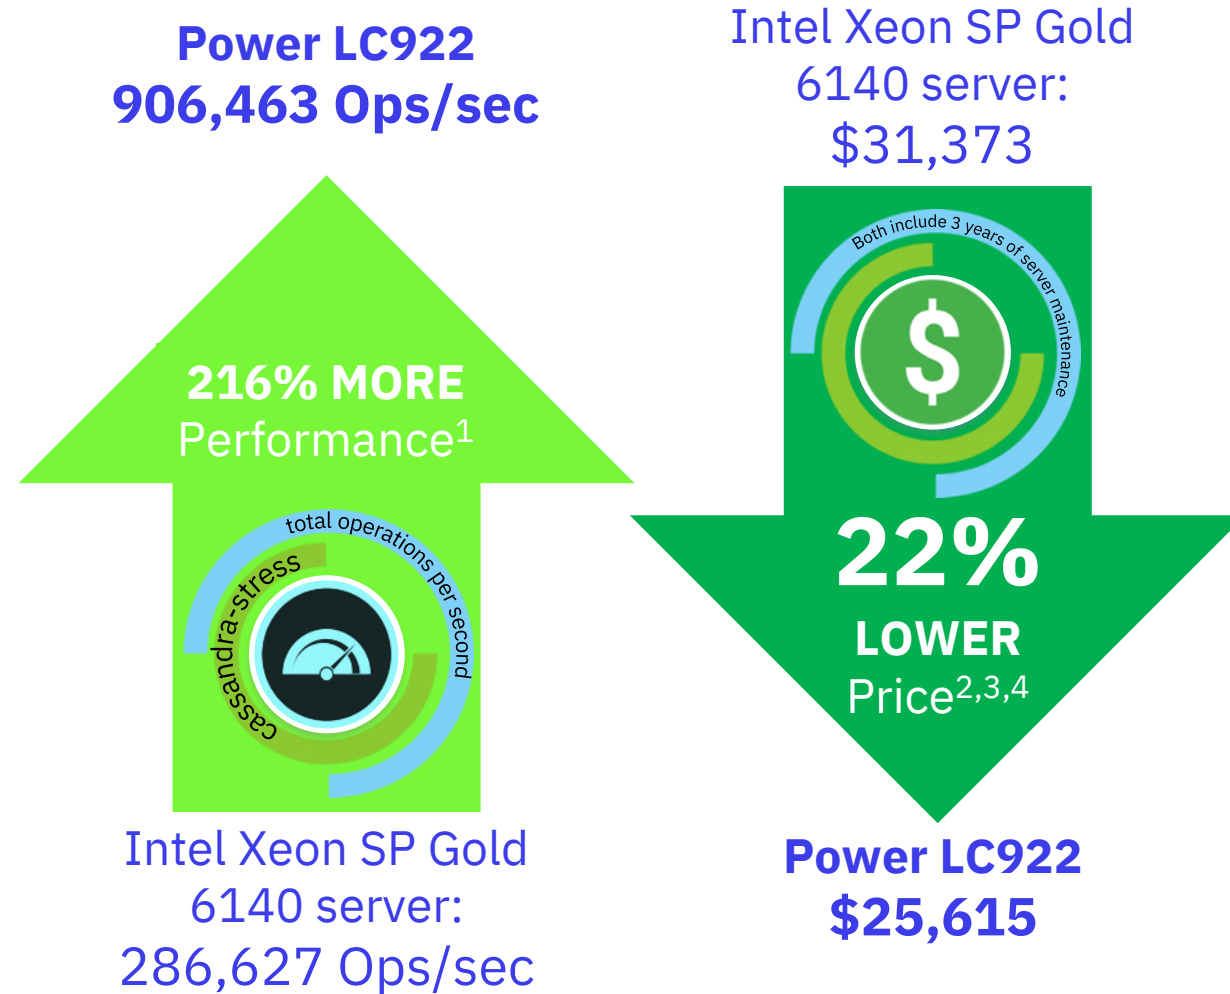 Power LC922
906,463 Ops/sec
216% MORE
Performance¹
total operations per second
cassandra-stress
Intel Xeon SP Gold
6140 server:
286,627 Ops/sec
Intel Xeon SP Gold
6140 server:
$31,373
Both include 3 years of server maintenance
$
22%
LOWER
Price²,³,⁴
Power LC922
$25,615